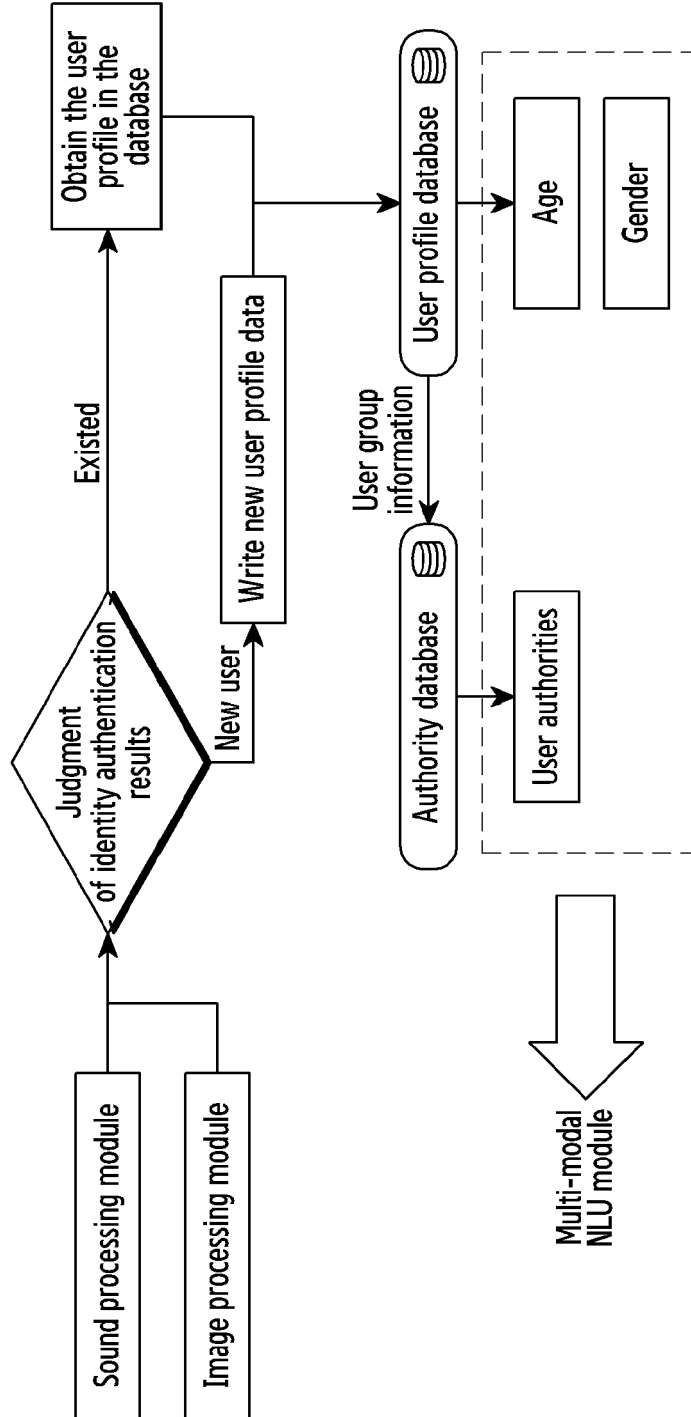 Sound processing module
Image processing module
Judgment
of identity authentication
results
Existed
Obtain the user
profile in the
database
New user
Write new user profile data
Authority database
User group
information
User profile database
User authorities
Age
Gender
Multi-modal
NLU module